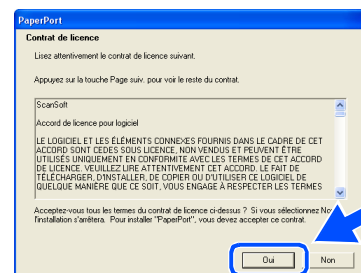 PaperPort
Contrat de licence
Lisez attentivement le contrat de licence suivant.
Appuyez sur la touche Page suiv. pour voir le reste du contrat.
ScanSoft
Accord de licence pour logiciel
LE LOGICIEL ET LES ÉLÉMENTS CONNEXES FOURNIS DANS LE CADRE DE CET
ACCORD SONT CEDES SOUS LICENCE, NON VENDUS ET PEUVENT ÊTRE
UTILISÉS UNIQUEMENT EN CONFORMITE AVEC LES TERMES DE CET ACCORD
DE LICENCE. VEUILLEZ LIRE ATTENTIVEMENT CET ACCORD. LE FAIT DE
TÉLÉCHARGER, D'INSTALLER, DE COPIER OU D'UTILISER CE LOGICIEL DE
QUELQUE MANIÈRE QUE CE SOIT, VOUS ENGAGE À RESPECTER LES TERMES
Acceptez-vous tous les termes du contrat de licence ci-dessus ? Si vous sélectionnez
l'installation s'arrêtera. Pour installer "PaperPort", vous devez accepter ce contrat.
Oui
Non